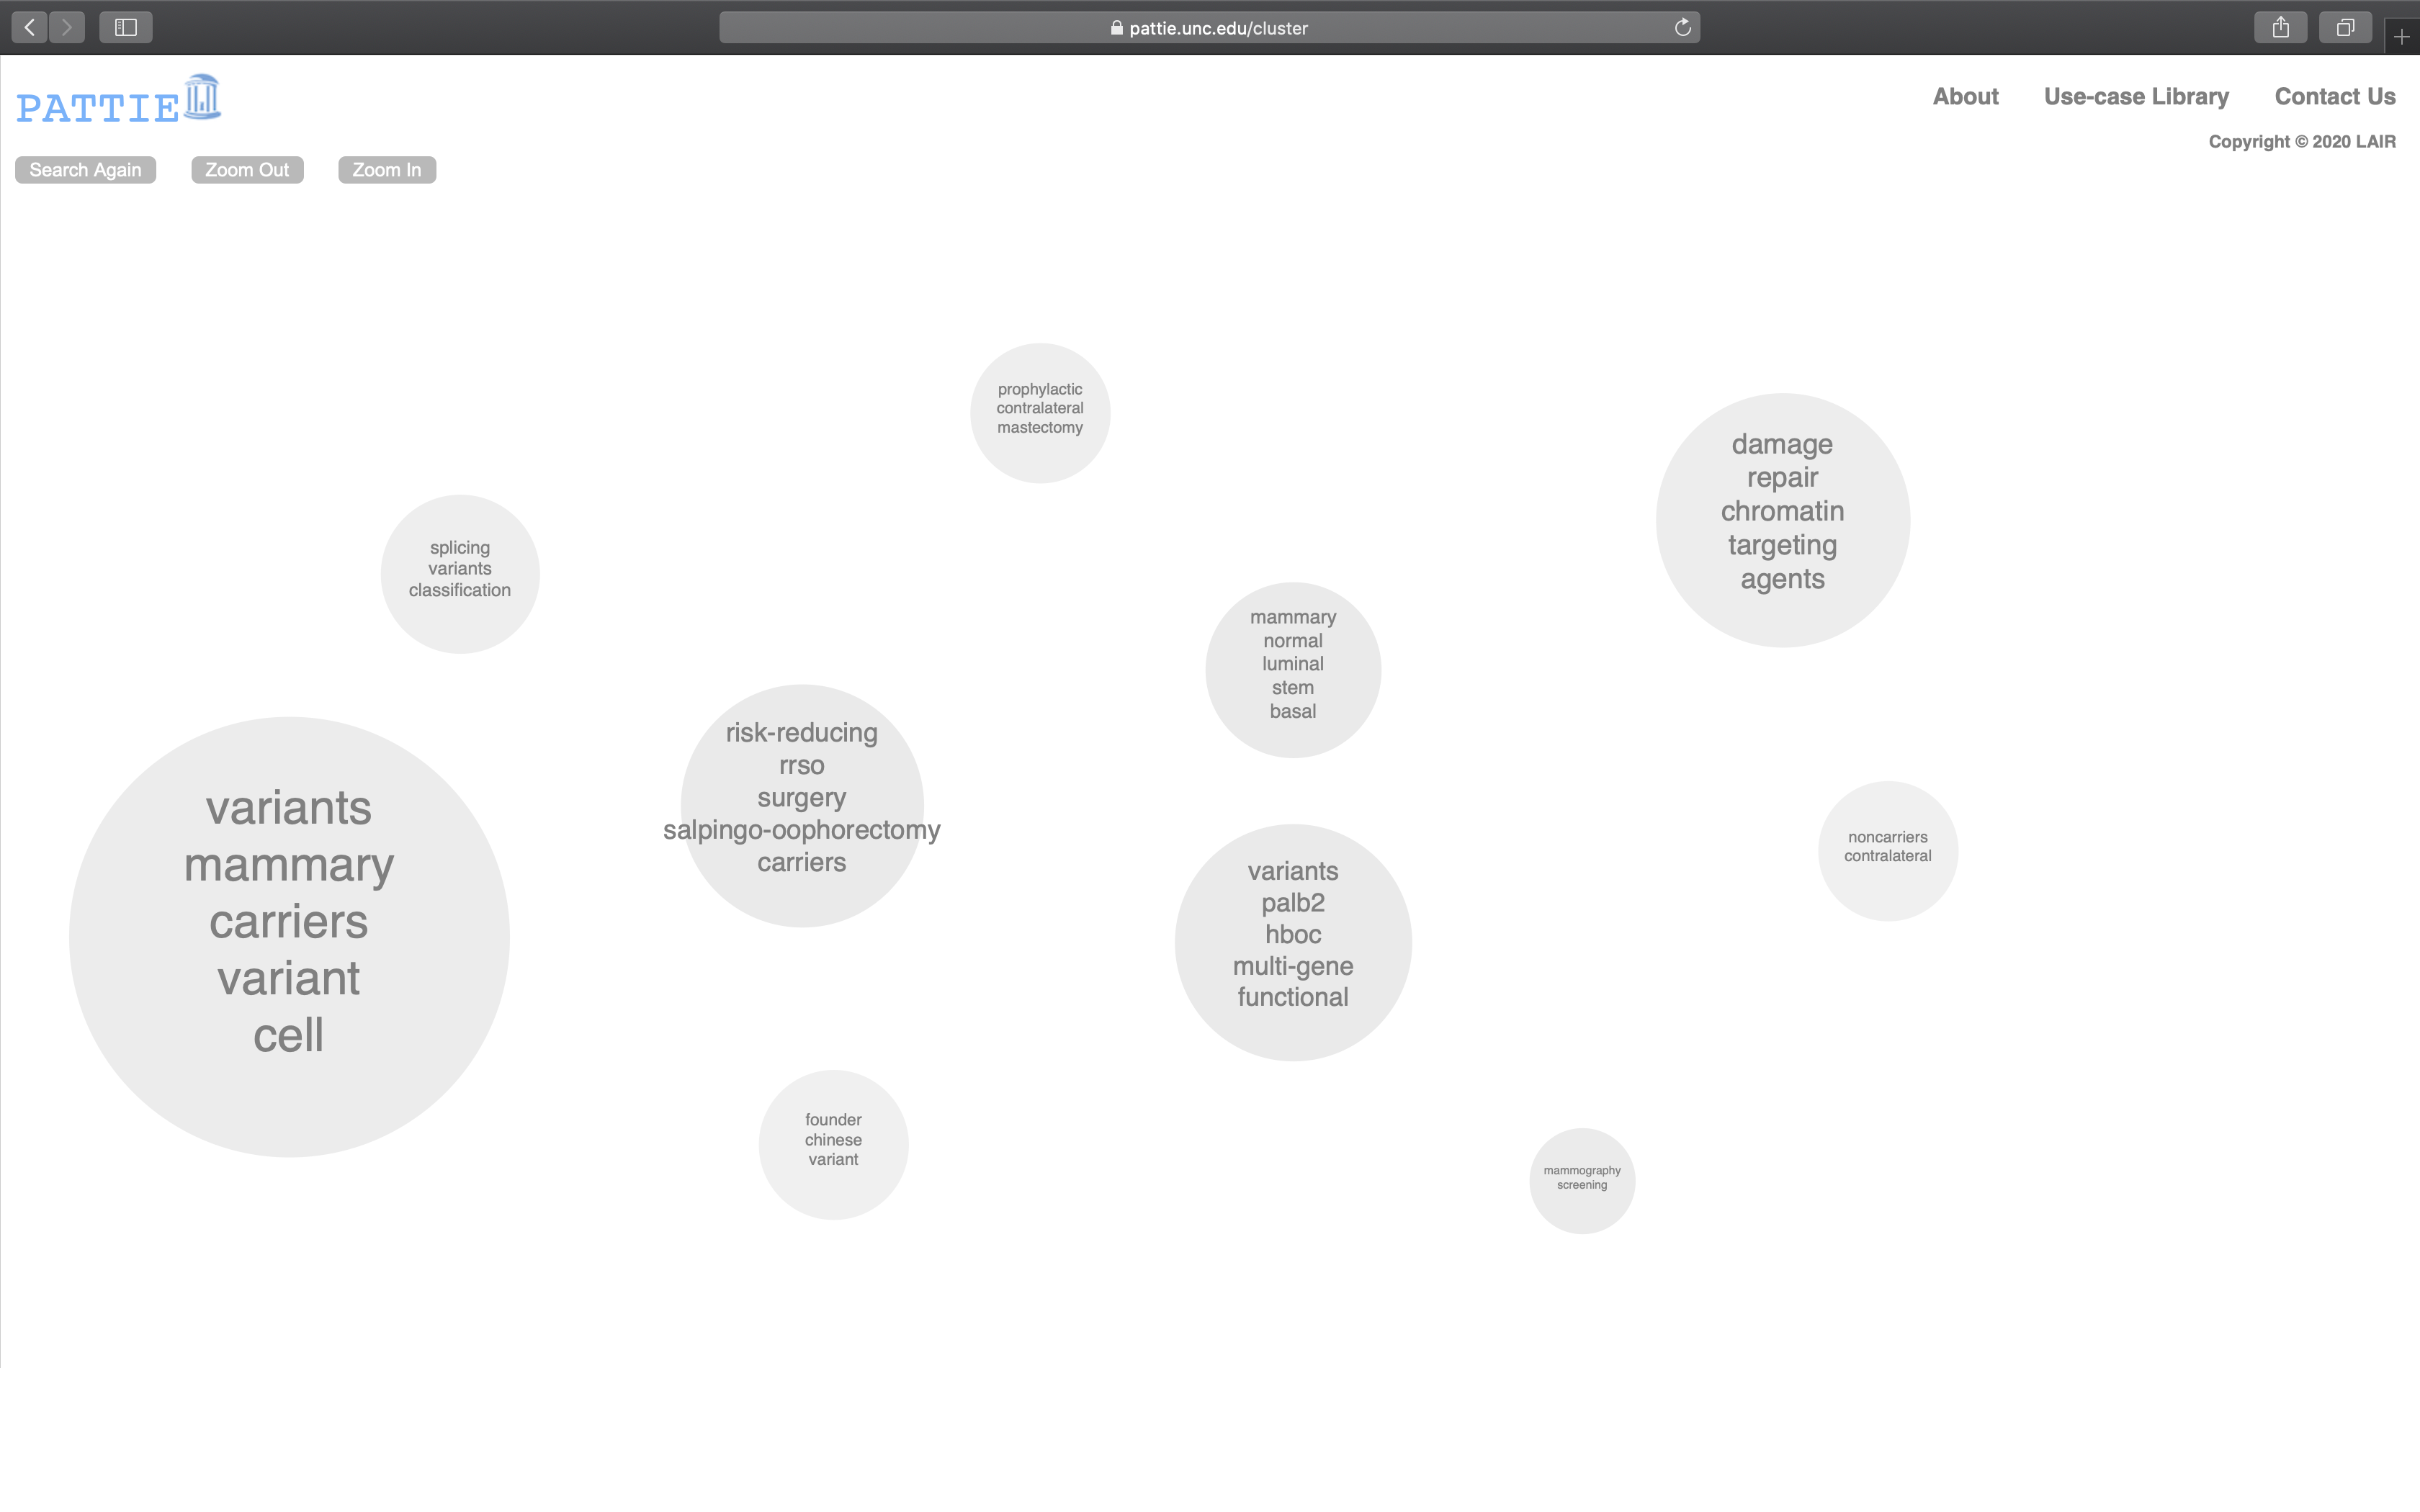 pattie.unc.edu/cluster
PATTIE
About Use-case Library Contact Us
Copyright © 2020 LAIR
Search Again Zoom Out Zoom In
prophylactic
contralateral
mastectomy
damage
repair
chromatin
targeting
agents
splicing
variants
classification
mammary
normal
luminal
stem
basal
risk-reducing
rrso
surgery
salpingo-oophorectomy
carriers
variants
mammary
carriers
variant
cell
noncarriers
contralateral
variants
palb2
hboc
multi-gene
functional
founder
chinese
variant
mammography
screening